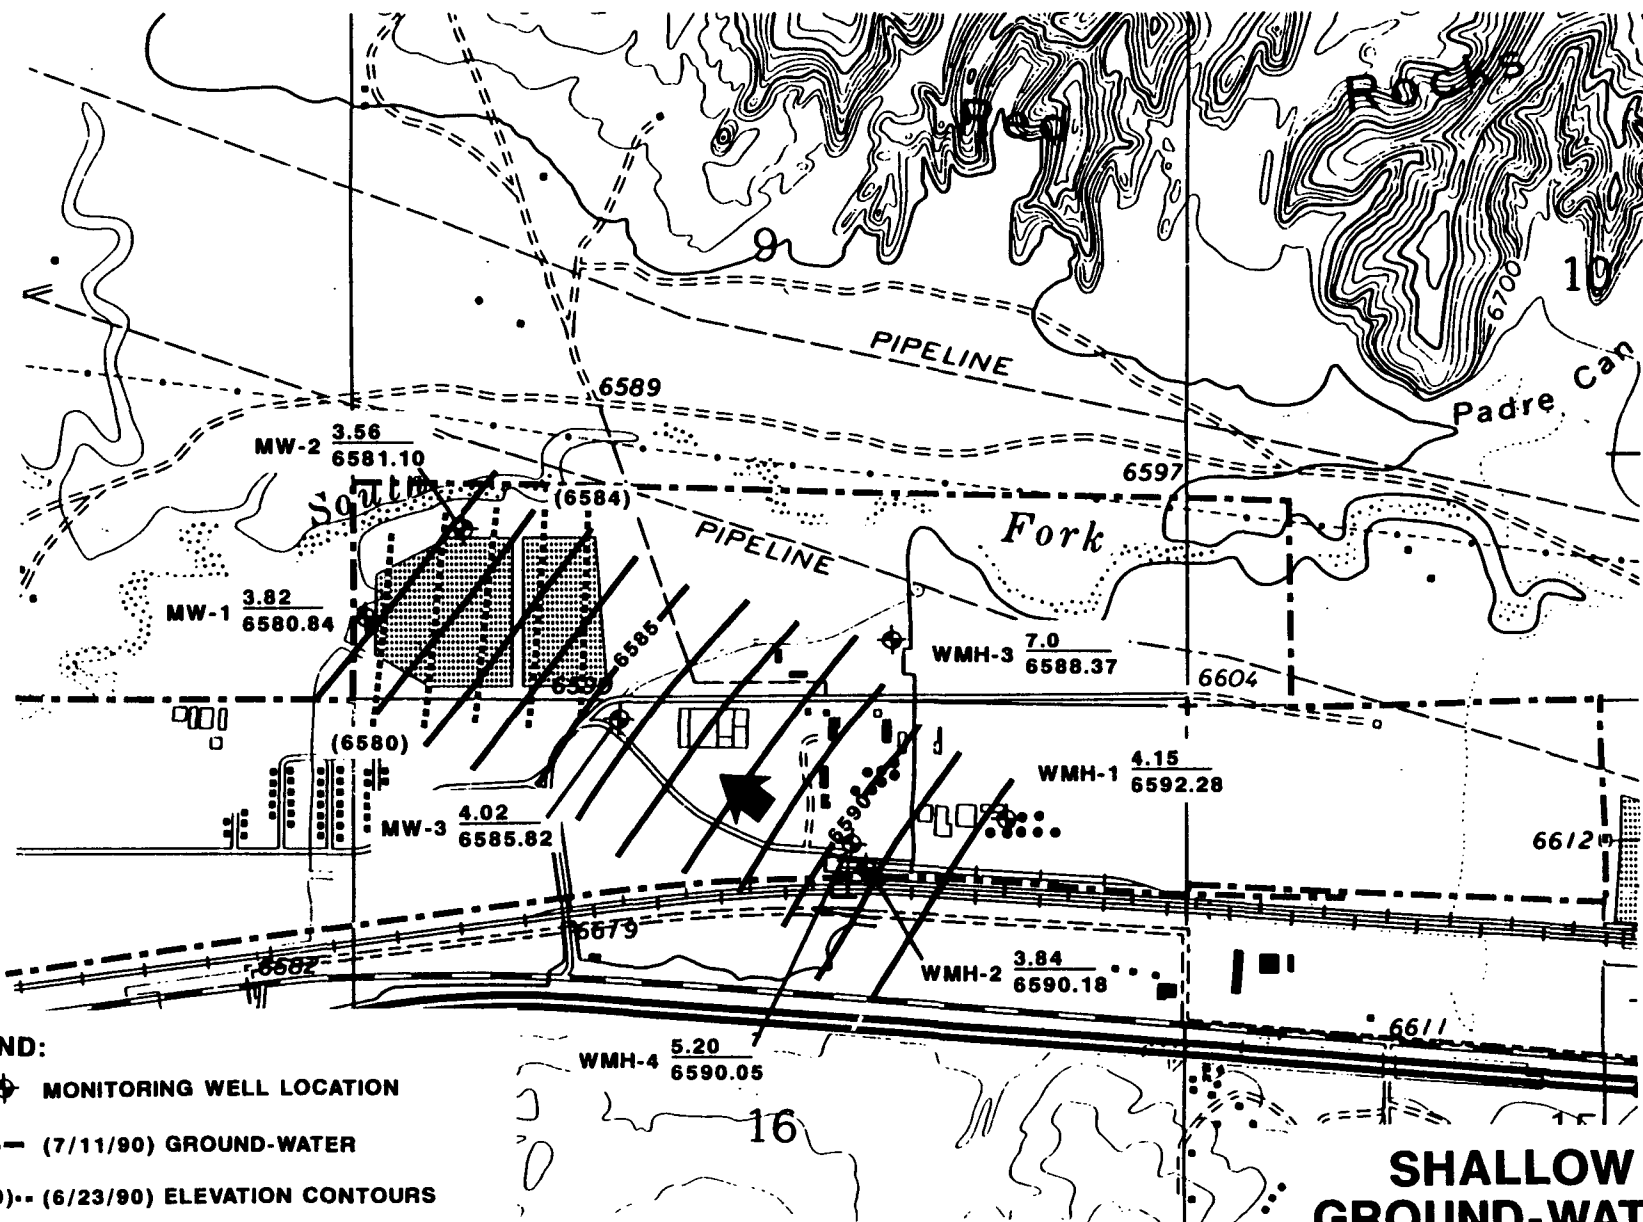 Rocks
Red
9
10
6700
PIPELINE
Padre Can
6589
MW-2 3.56
6581.10
6597
South
(6584)
Fork
PIPELINE
MW-1 3.82
6580.84
6585
WMH-3 7.0
6588.37
6604
(6580)
WMH-1 4.15
6592.28
MW-3 4.02
6585.82
6590
6612
6582
WMH-2 3.84
6590.18
6611
WMH-4 5.20
6590.05
ND:
MONITORING WELL LOCATION
(7/11/90) GROUND-WATER
(6/23/90) ELEVATION CONTOURS
16
15
SHALLOW
GROUND-WAT